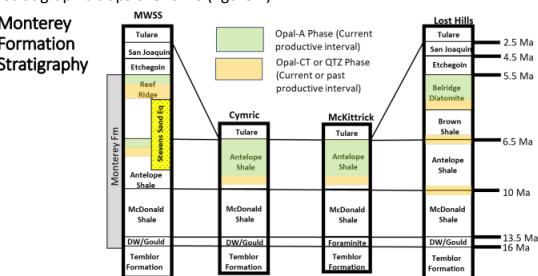 MWSS
Lost Hills
Monterey
Formation
Stratigraphy
Tulare
San Joaquin
Etchegoin
Reef
Ridge
Stevens Sand Eq
Antelope
Shale
McDonald
Shale
DW/Gould
Temblor
Formation
Monterey Fm
Opal-A Phase (Current
productive interval)
Opal-CT or QTZ Phase
(Current or past
productive interval)
Cymric
Tulare
Antelope
Shale
McDonald
Shale
DW/Gould
Temblor
Formation
McKittrick
Tulare
Antelope
Shale
McDonald
Shale
Foraminite
Temblor
Formation
Tulare
San Joaquin
Etchegoin
Belridge
Diatomite
Brown
Shale
Antelope
Shale
McDonald
Shale
DW/Gould
Temblor
Formation
2.5 Ma
4.5 Ma
5.5 Ma
6.5 Ma
10 Ma
13.5 Ma
16 Ma